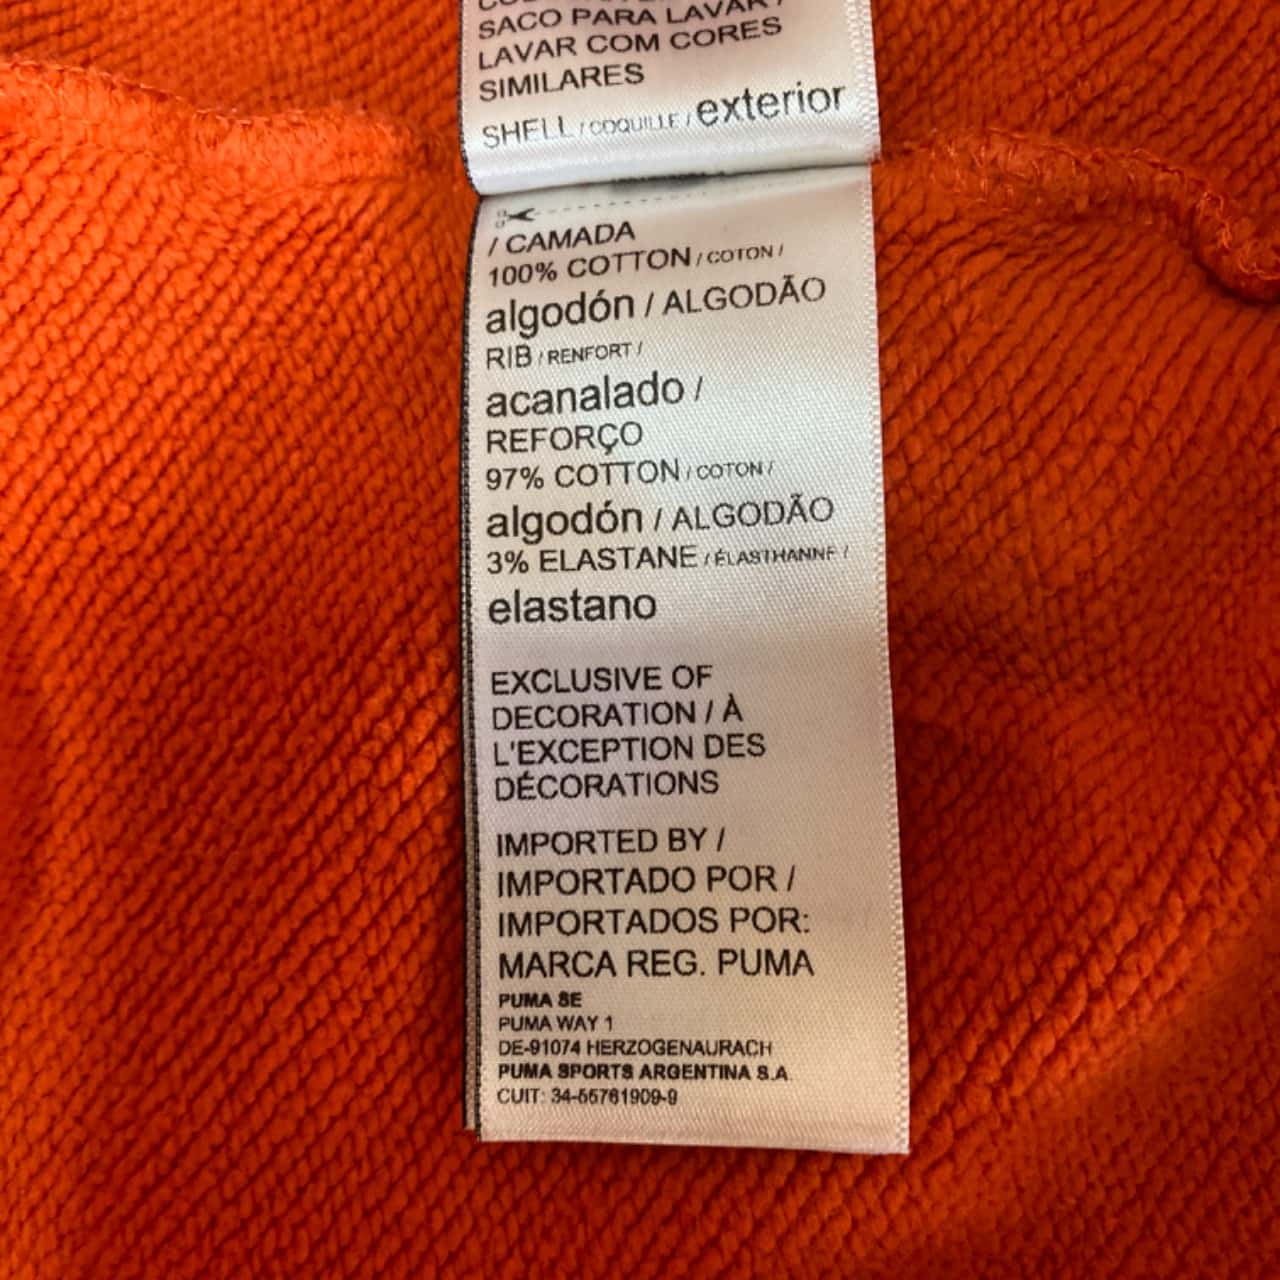 SACO PARA LAVAR /
LAVAR COM CORES
SIMILARES
SHELL / COQUILLE / exterior
/ CAMADA
100% COTTON / COTON /
algodón / ALGODÃO
RIB / RENFORT /
acanalado /
REFORÇO
97% COTTON / COTON /
algodón / ALGODÃO
3% ELASTANE / ÉLASTHANNE /
elastano
EXCLUSIVE OF
DECORATION / À
L'EXCEPTION DES
DÉCORATIONS
IMPORTED BY /
IMPORTADO POR /
IMPORTADOS POR:
MARCA REG. PUMA
PUMA SE
PUMA WAY 1
DE-91074 HERZOGENAURACH
PUMA SPORTS ARGENTINA S.A.
CUIT: 34-55761909-9